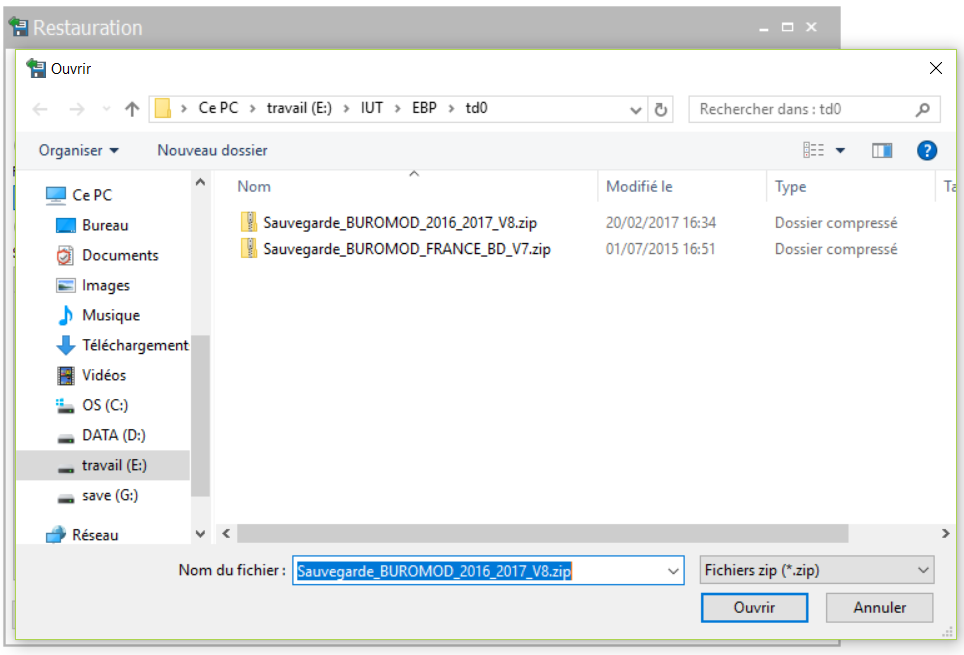 Restauration
Ouvrir
Ce PC > travail (E:) > IUT > EBP > td0
Rechercher dans : td0
Organiser
Nouveau dossier
Nom
Modifié le
Type
Ta
Ce PC
Bureau
Documents
Images
Musique
Téléchargement
Vidéos
OS (C:)
DATA (D:)
travail (E:)
save (G:)
Réseau
Sauvegarde_BUROMOD_2016_2017_V8.zip 20/02/2017 16:34 Dossier compressé
Sauvegarde_BUROMOD_FRANCE_BD_V7.zip 01/07/2015 16:51 Dossier compressé
Nom du fichier : Sauvegarde_BUROMOD_2016_2017_V8.zip
Fichiers zip (*.zip)
Ouvrir
Annuler